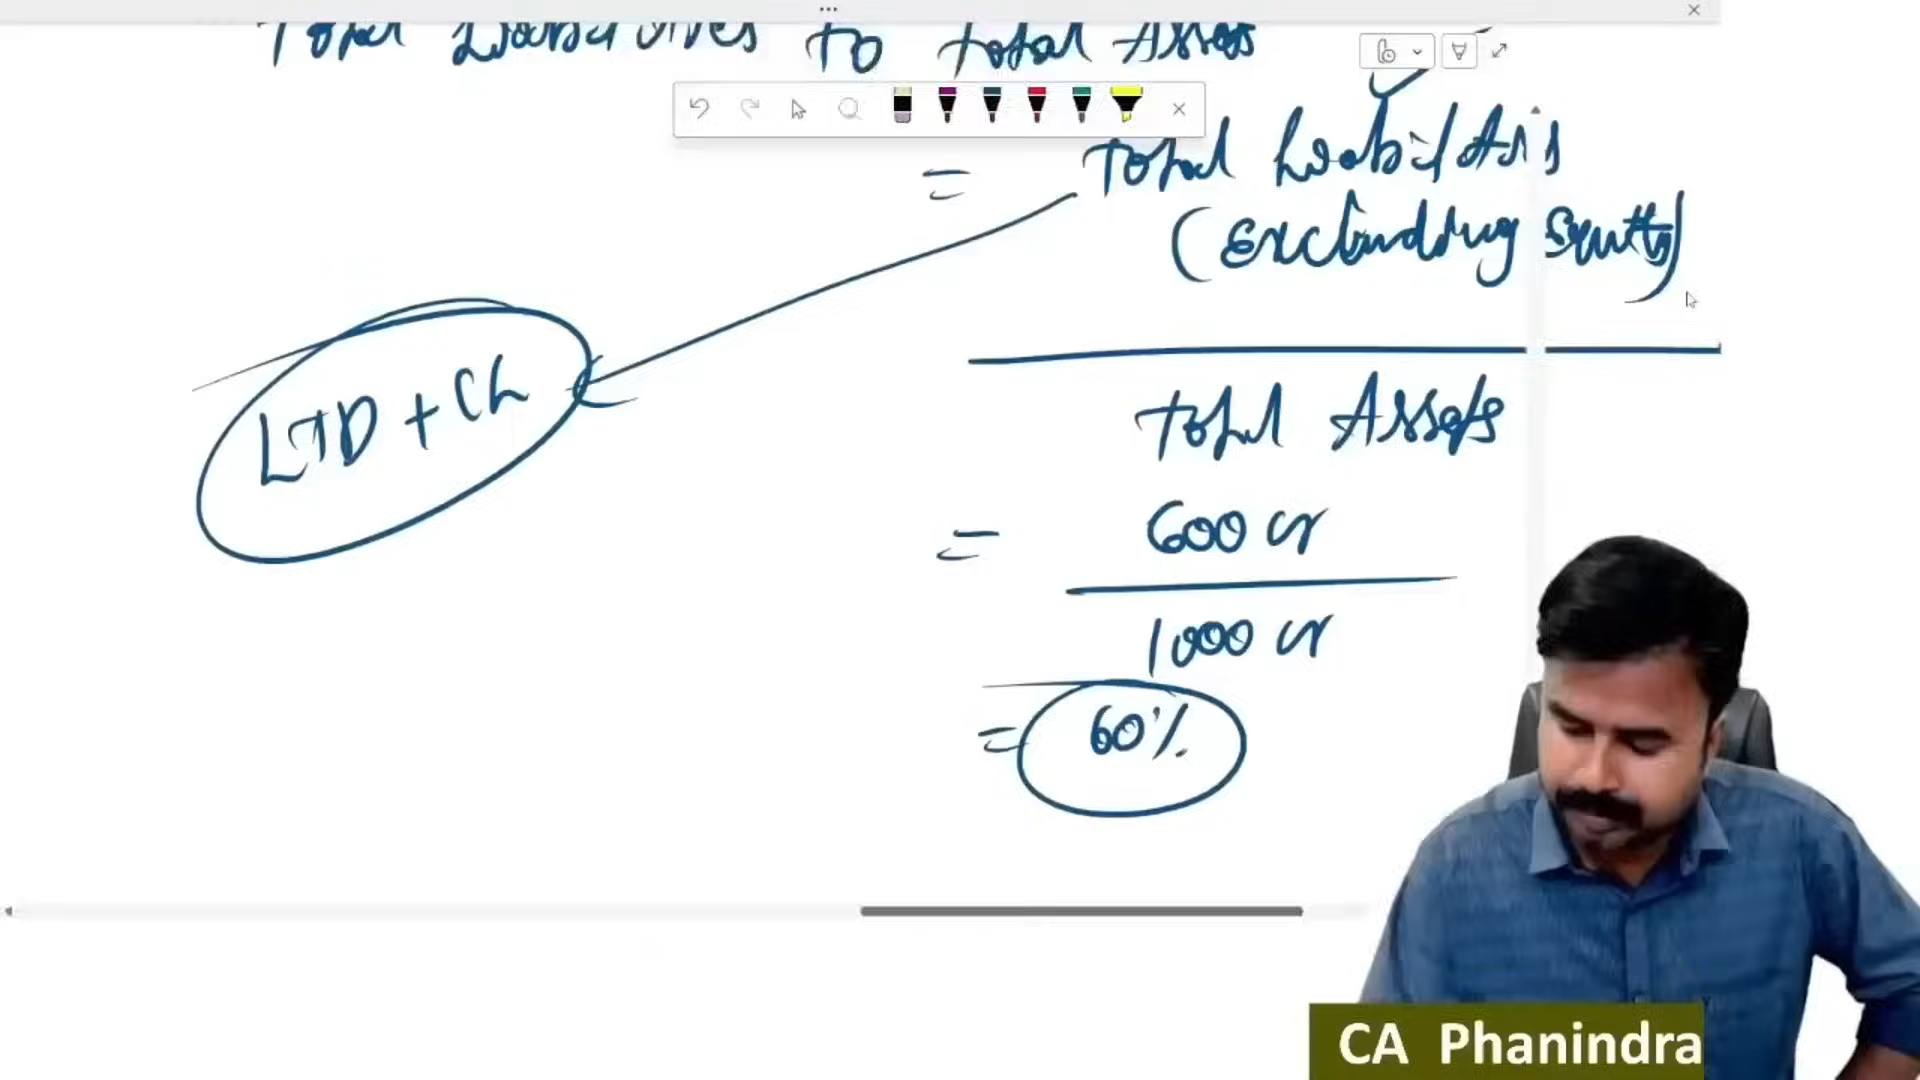 Total Liabilities To Total Assets
= Total Liabilities
(excluding Equity)
Total Assets
LTD + CL
= 600 cr
1000 cr
= 60%
CA Phanindra